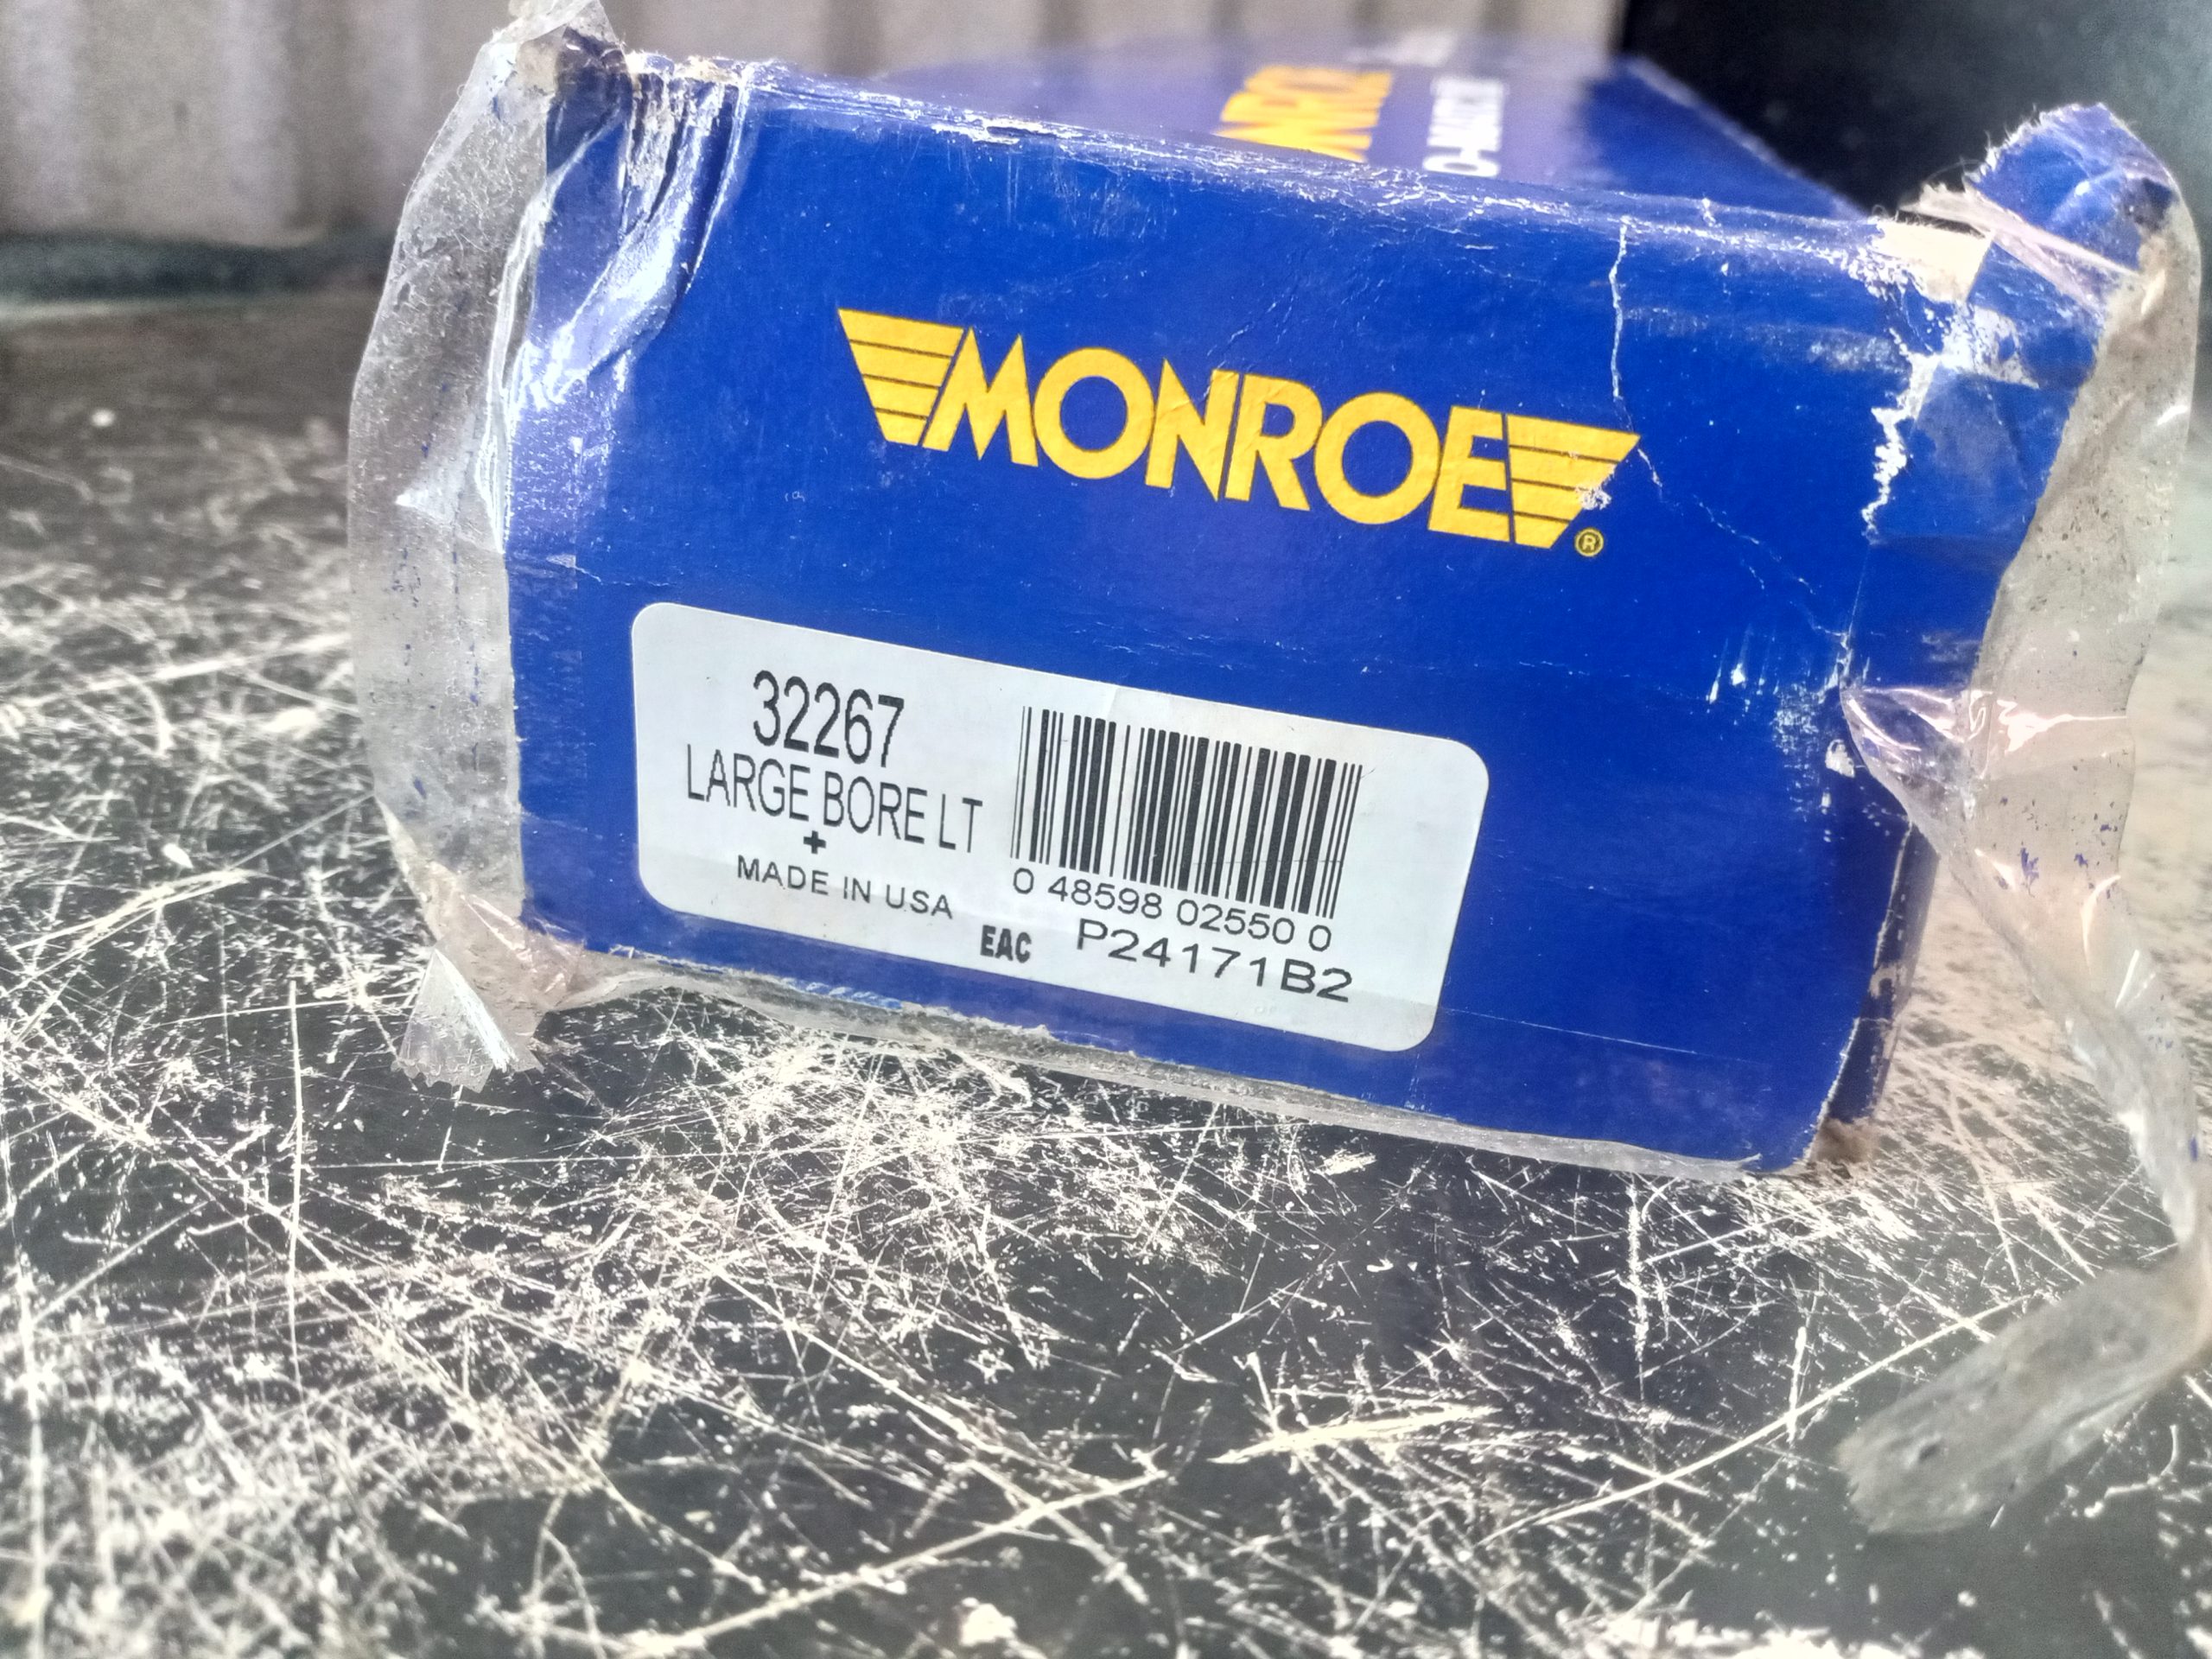 MONROE
®
32267
LARGE BORE LT
+
MADE IN USA
0 48598 02550 0
EAC P24171B2